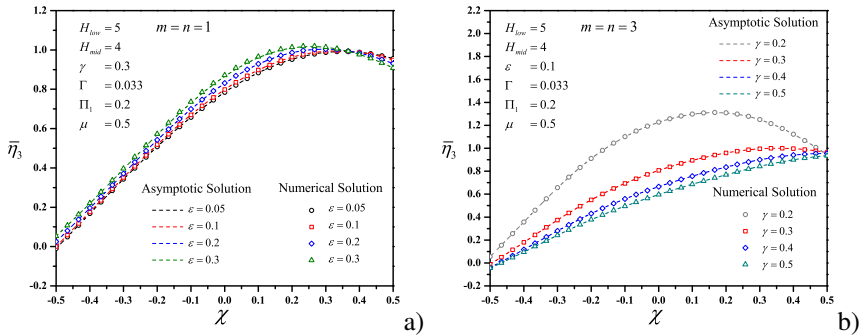 H_low = 5
H_mid = 4
γ = 0.3
Γ = 0.033
Π_1 = 0.2
μ = 0.5
m = n = 1
Asymptotic Solution
ε = 0.05
ε = 0.1
ε = 0.2
ε = 0.3
Numerical Solution
ε = 0.05
ε = 0.1
ε = 0.2
ε = 0.3
1.2
1.0
0.8
0.6
0.4
0.2
0.0
-0.2
η̅_3
-0.5 -0.4 -0.3 -0.2 -0.1 0.0 0.1 0.2 0.3 0.4 0.5
χ
a)
H_low = 5
H_mid = 4
ε = 0.1
Γ = 0.033
Π_1 = 0.2
μ = 0.5
m = n = 3
Asymptotic Solution
γ = 0.2
γ = 0.3
γ = 0.4
γ = 0.5
Numerical Solution
γ = 0.2
γ = 0.3
γ = 0.4
γ = 0.5
2.2
2.0
1.8
1.6
1.4
1.2
1.0
0.8
0.6
0.4
0.2
0.0
-0.2
η̅_3
-0.5 -0.4 -0.3 -0.2 -0.1 0.0 0.1 0.2 0.3 0.4 0.5
χ
b)